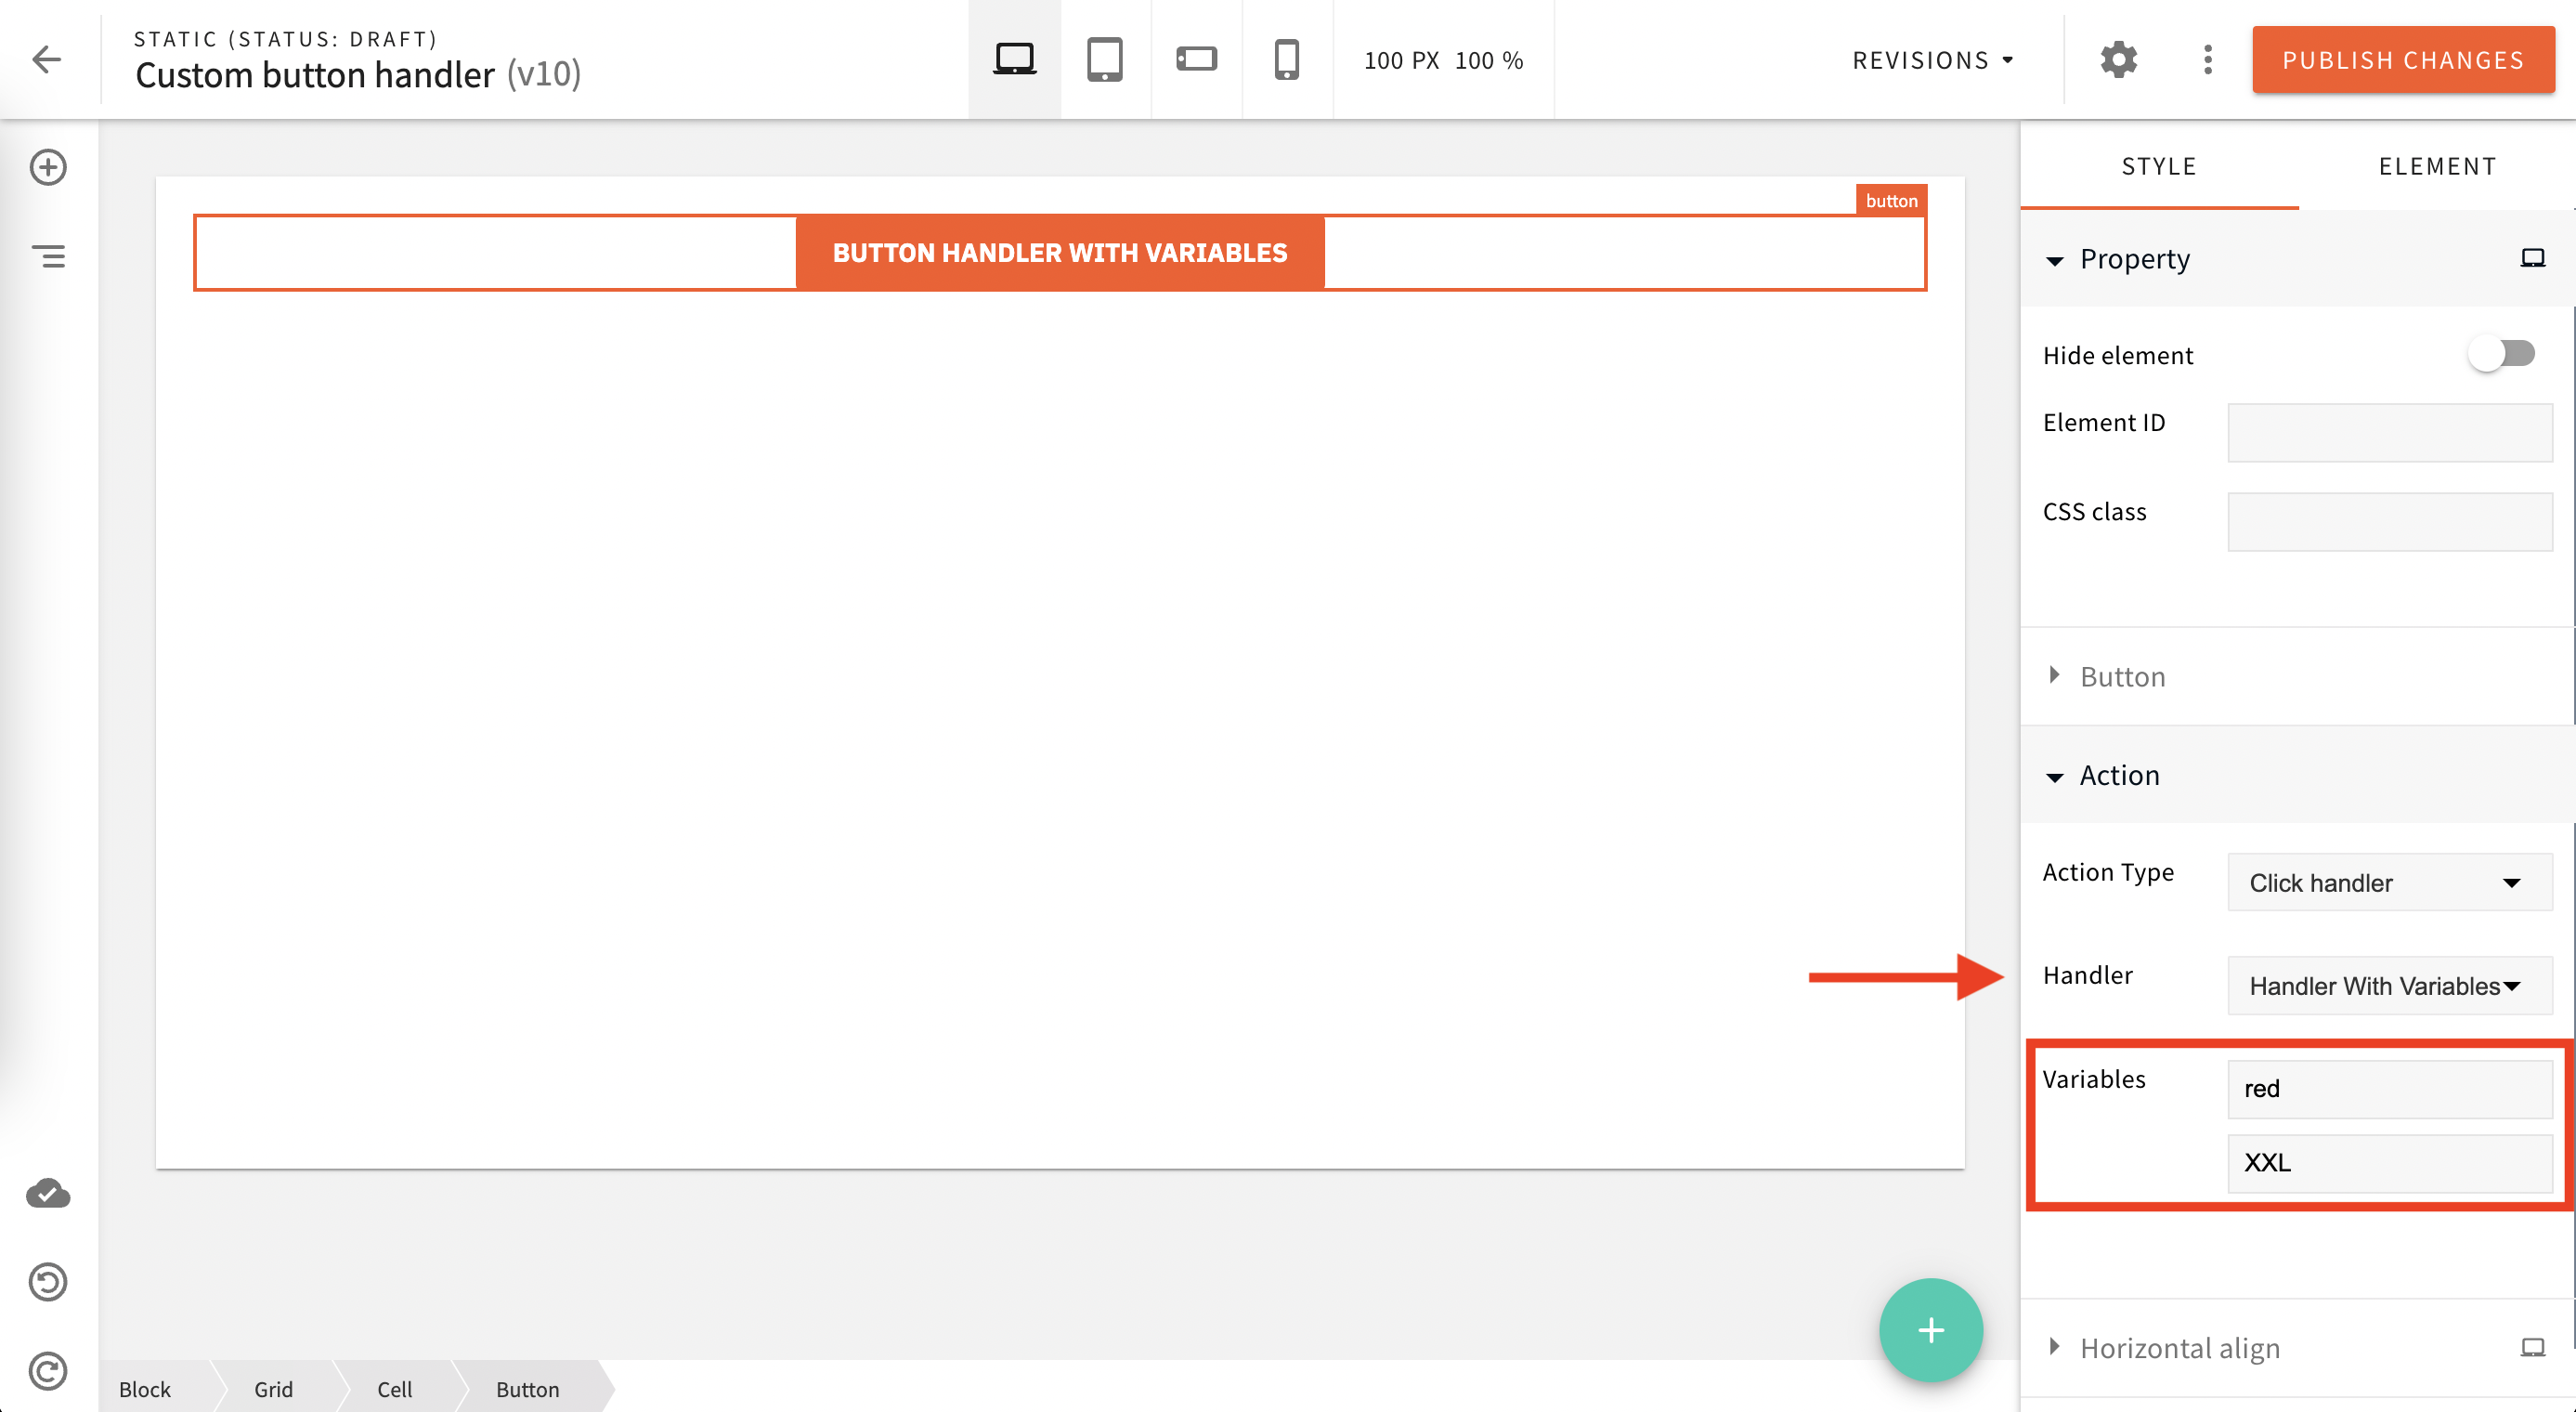 STATIC (STATUS: DRAFT)
Custom button handler (v10)
100 PX 100 %
REVISIONS
PUBLISH CHANGES
button
BUTTON HANDLER WITH VARIABLES
STYLE
ELEMENT
Property
Hide element
Element ID
CSS class
Button
Action
Action Type
Click handler
Handler
Handler With Variables
Variables
red
XXL
Horizontal align
Block
Grid
Cell
Button